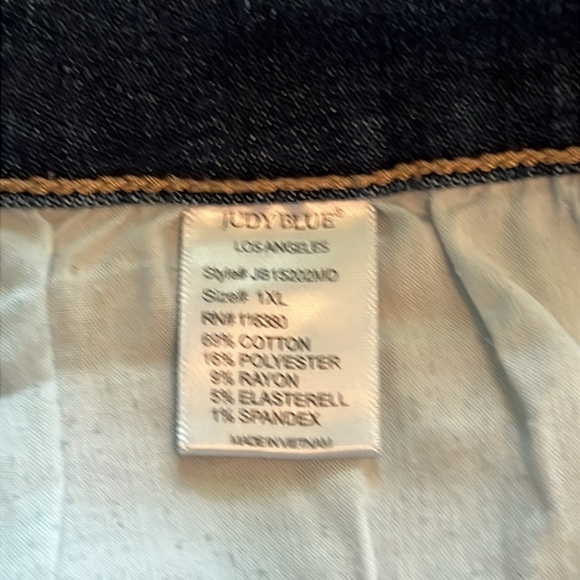 JUDY BLUE®
LOS ANGELES
Style# JB15202MD
Size#: 1XL
RN# 116380
69% COTTON
16% POLYESTER
9% RAYON
5% ELASTERELL
1% SPANDEX
MADE IN VIETNAM